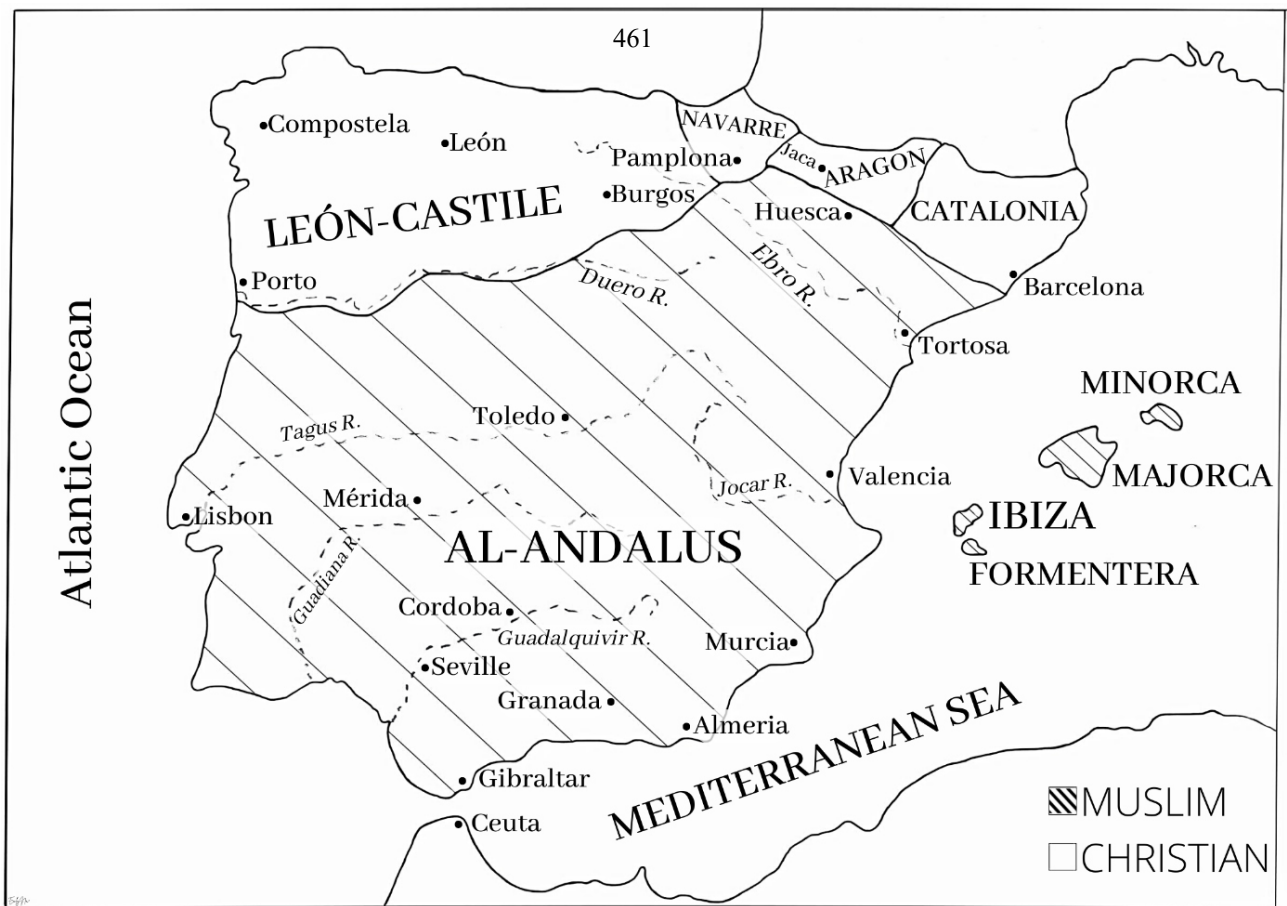 461
NAVARRE
Compostela
León
Pamplona
Jaca
ARAGON
Burgos
LEÓN-CASTILE
Huesca
CATALONIA
Porto
Duero R.
Ebro R.
Barcelona
Tortosa
Atlantic Ocean
MINORCA
Toledo
Tagus R.
MAJORCA
Valencia
Jocar R.
Mérida
Lisbon
IBIZA
AL-ANDALUS
FORMENTERA
Guadiana R.
Cordoba
Guadalquivir R.
Murcia
Seville
Granada
Almeria
MEDITERRANEAN SEA
Gibraltar
Ceuta
MUSLIM
CHRISTIAN